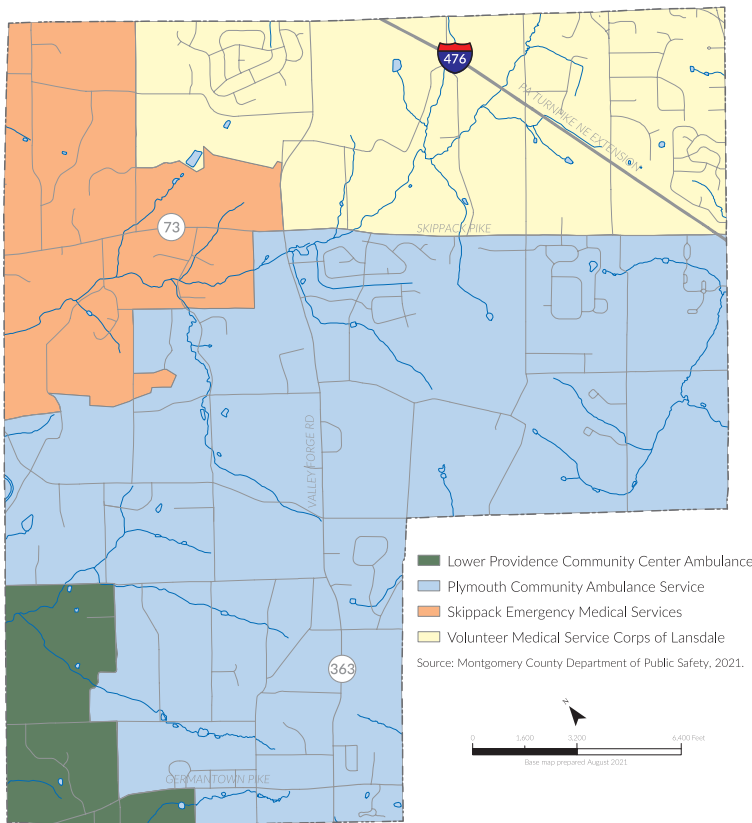 476
PA TURNPIKE NE EXTENSION
73
SKIPPACK PIKE
VALLEY FORGE RD
Lower Providence Community Center Ambulance
Plymouth Community Ambulance Service
Skippack Emergency Medical Services
Volunteer Medical Service Corps of Lansdale
Source: Montgomery County Department of Public Safety, 2021.
363
N
0 1,600 3,200 6,400 Feet
Base map prepared August 2021
GERMANTOWN PIKE